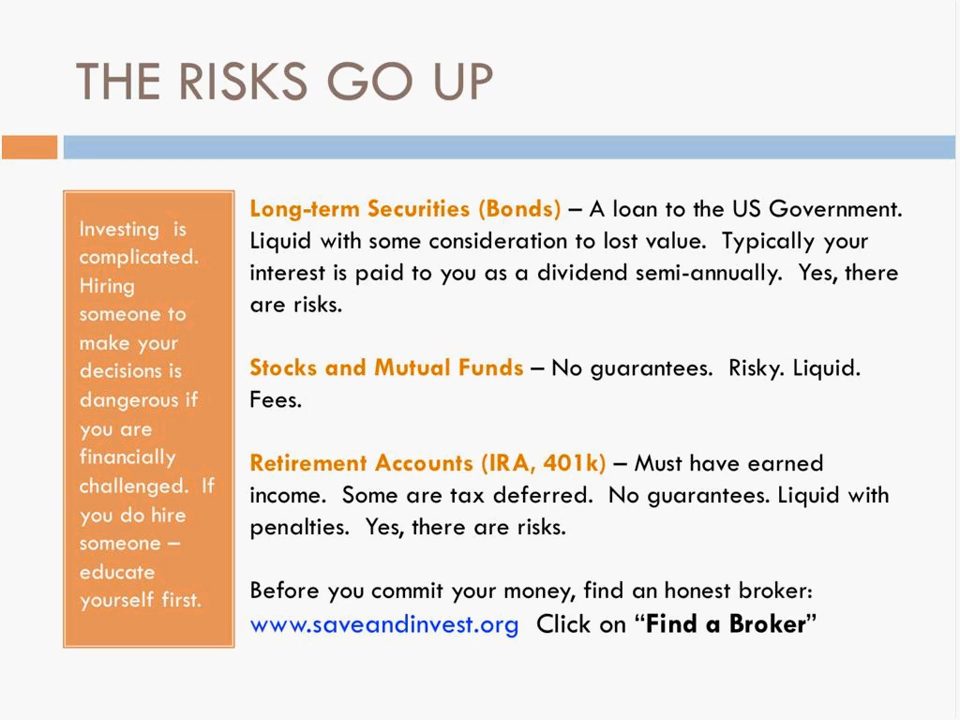 THE RISKS GO UP
Investing is
complicated.
Hiring
someone to
make your
decisions is
dangerous if
you are
financially
challenged. If
you do hire
someone –
educate
yourself first.
Long-term Securities (Bonds) – A loan to the US Government.
Liquid with some consideration to lost value. Typically your
interest is paid to you as a dividend semi-annually. Yes, there
are risks.
Stocks and Mutual Funds – No guarantees. Risky. Liquid.
Fees.
Retirement Accounts (IRA, 401k) – Must have earned
income. Some are tax deferred. No guarantees. Liquid with
penalties. Yes, there are risks.
Before you commit your money, find an honest broker:
www.saveandinvest.org Click on “Find a Broker”